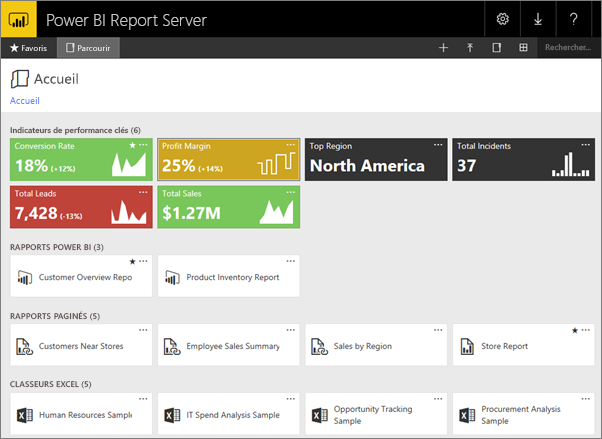 Power BI Report Server
?
Favoris Parcourir Rechercher...
Accueil
Accueil
Indicateurs de performance clés (6)
Conversion Rate
18% (+12%)
Profit Margin
25% (+14%)
Top Region
North America
Total Incidents
37
Total Leads
7,428 (-13%)
Total Sales
$1.27M
RAPPORTS POWER BI (3)
Customer Overview Repo
Product Inventory Report
RAPPORTS PAGINÉS (5)
Customers Near Stores
Employee Sales Summary
Sales by Region
Store Report
CLASSEURS EXCEL (5)
Human Resources Sample
IT Spend Analysis Sample
Opportunity Tracking
Sample
Procurement Analysis
Sample